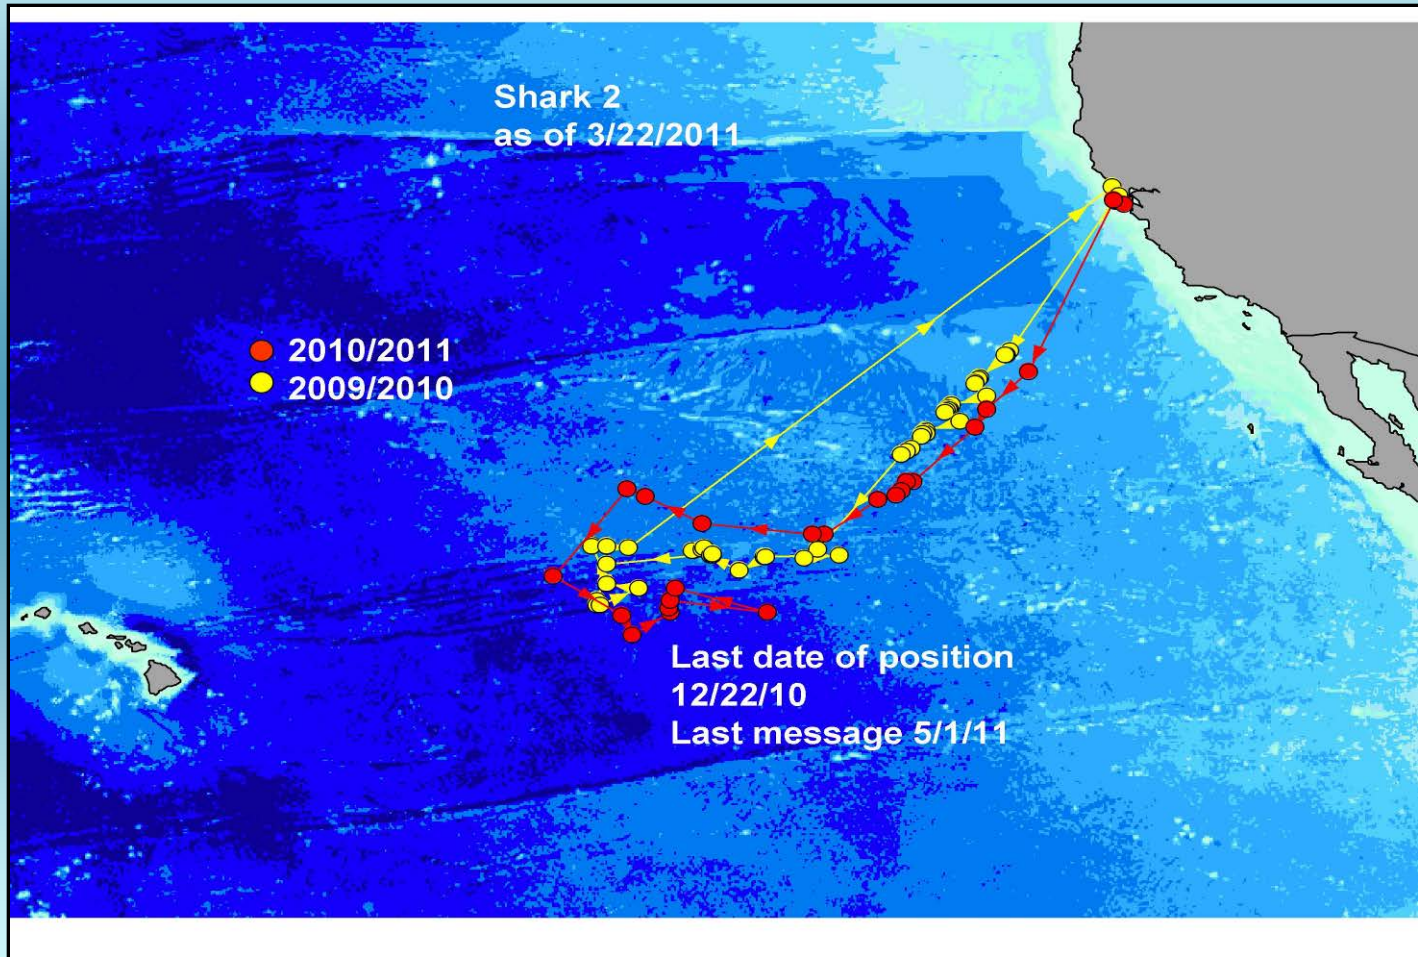 Shark 2
as of 3/22/2011
2010/2011
2009/2010
Last date of position
12/22/10
Last message 5/1/11